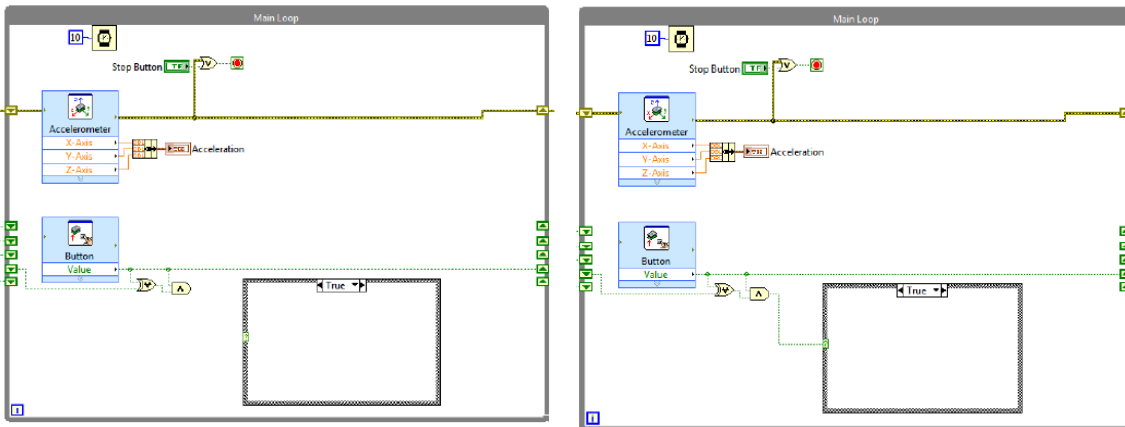 Main Loop
10
Stop Button
TF
Accelerometer
X-Axis
Y-Axis
Z-Axis
Acceleration
Button
Value
True
?
i
Main Loop
10
Stop Button
TF
Accelerometer
X-Axis
Y-Axis
Z-Axis
Acceleration
Button
Value
True
i